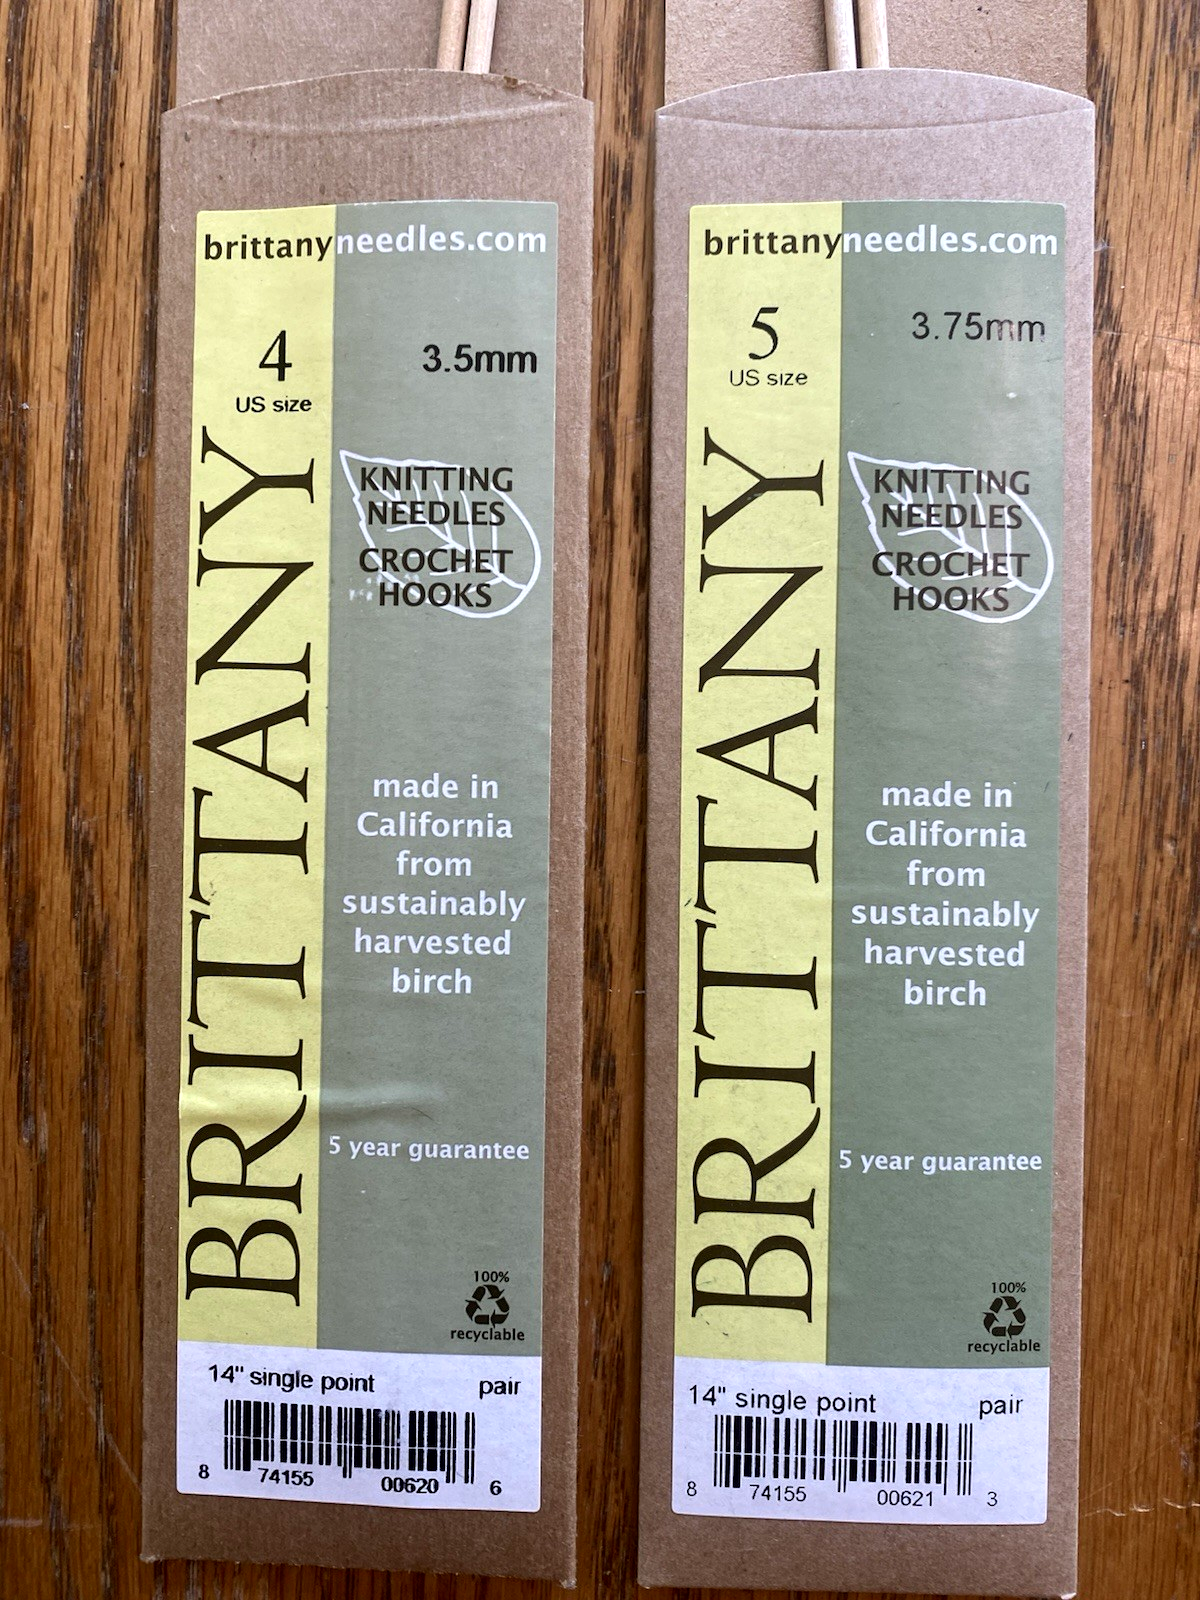 brittanyneedles.com
4
US size
3.5mm
KNITTING
NEEDLES
CROCHET
HOOKS
BRITTANY
made in
California
from
sustainably
harvested
birch
5 year guarantee
100%
recyclable
14" single point pair
8 74155 00620 6
brittanyneedles.com
5
US size
3.75mm
KNITTING
NEEDLES
CROCHET
HOOKS
BRITTANY
made in
California
from
sustainably
harvested
birch
5 year guarantee
100%
recyclable
14" single point pair
8 74155 00621 3